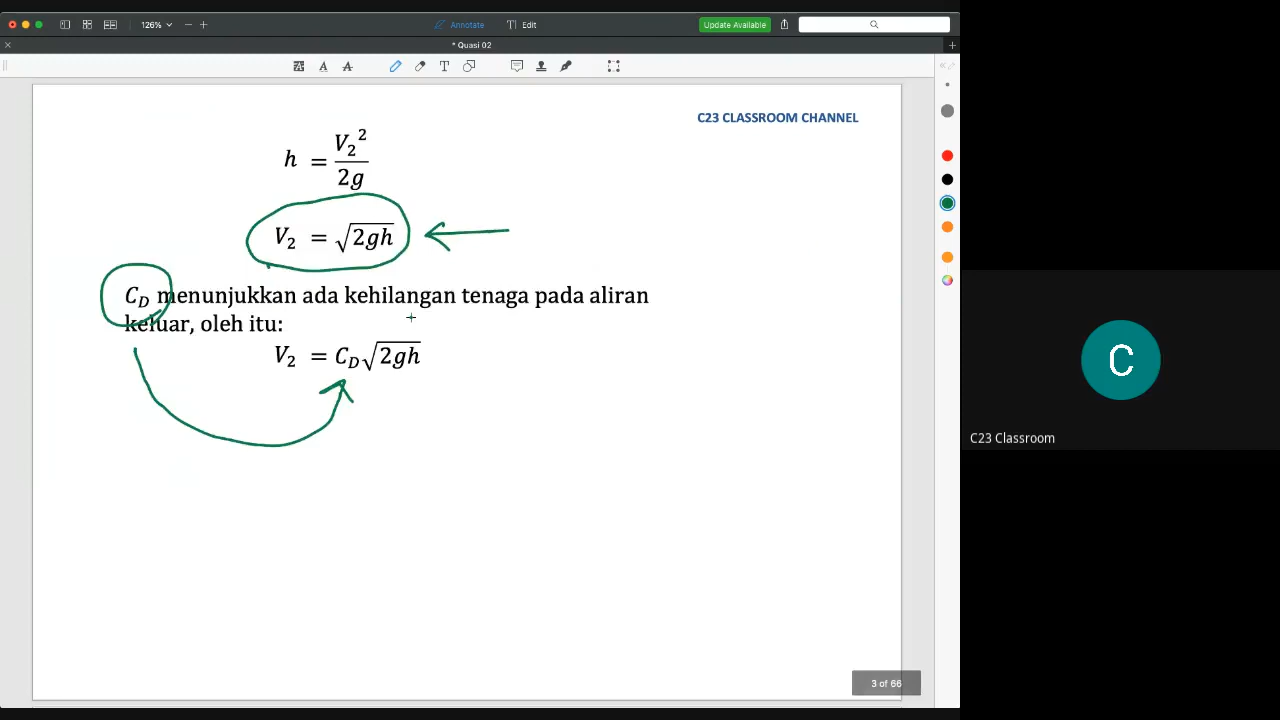 126%
Annotate
Edit
Update Available
* Quasi 02
C23 CLASSROOM CHANNEL
h = V₂²/2g
V₂ = √2gh
C_D menunjukkan ada kehilangan tenaga pada aliran
keluar, oleh itu:
V₂ = C_D√2gh
C
C23 Classroom
3 of 66